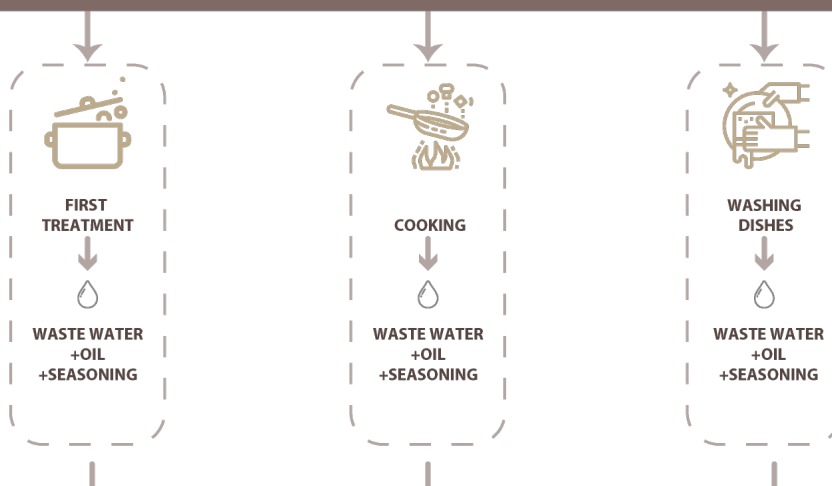 FIRST
TREATMENT
WASTE WATER
+OIL
+SEASONING
COOKING
WASTE WATER
+OIL
+SEASONING
WASHING
DISHES
WASTE WATER
+OIL
+SEASONING